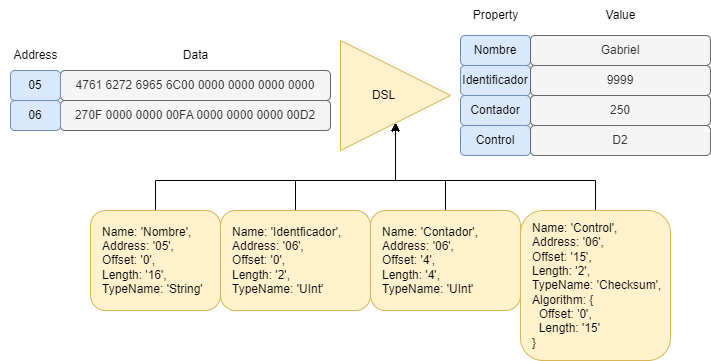 Property Value
Address Data
Nombre Gabriel
Identificador 9999
Contador 250
Control D2
05 4761 6272 6965 6C00 0000 0000 0000 0000
06 270F 0000 0000 00FA 0000 0000 0000 00D2
DSL
Name: 'Nombre',
Address: '05',
Offset: '0',
Length: '16',
TypeName: 'String'
Name: 'Identficador',
Address: '06',
Offset: '0',
Length: '2',
TypeName: 'UInt'
Name: 'Contador',
Address: '06',
Offset: '4',
Length: '4',
TypeName: 'UInt'
Name: 'Control',
Address: '06',
Offset: '15',
Length: '2',
TypeName: 'Checksum',
Algorithm: {
Offset: '0',
Length: '15'
}